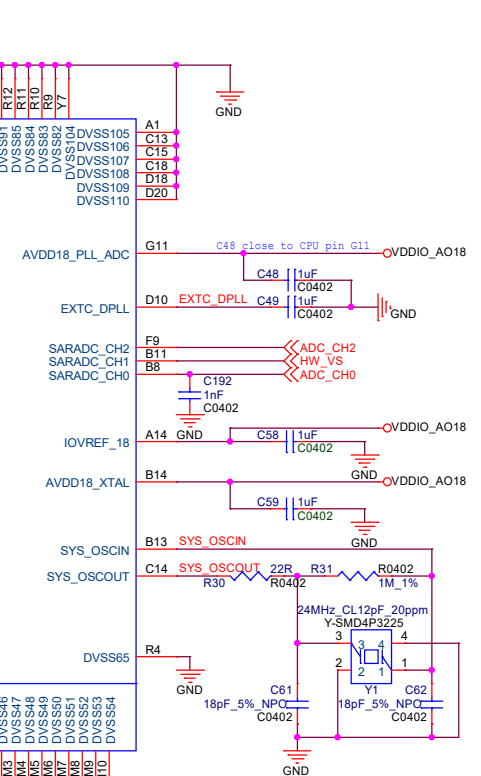 R12
R11
R10
R9
Y7
GND
DVSS91
DVSS85
DVSS84
DVSS83
DVSS82
DVSS104
DVSS105 A1
DVSS106 C13
DVSS107 C15
DVSS108 C18
DVSS109 D18
DVSS110 D20
AVDD18_PLL_ADC G11 C48 close to CPU pin G11 VDDIO_AO18
C48 1uF
C0402
EXTC_DPLL D10 EXTC_DPLL C49 1uF
C0402 GND
SARADC_CH2 F9 ADC_CH2
SARADC_CH1 B11 HW_VS
SARADC_CH0 B8 ADC_CH0
C192
1nF
C0402
GND
VDDIO_AO18
IOVREF_18 A14 C58 1uF
C0402
GND
AVDD18_XTAL B14 VDDIO_AO18
C59 1uF
C0402
GND
SYS_OSCIN B13 SYS_OSCIN
SYS_OSCOUT C14 SYS_OSCOUT 22R R31 R0402
R30 R0402 1M_1%
24MHz_CL12pF_20ppm
Y-SMD4P3225
3 3 4 4
2 2 1 1
Y1
DVSS65 R4
GND
C61 C62
18pF_5%_NPO 18pF_5%_NPO
C0402 C0402
GND
DVSS46
DVSS47
DVSS48
DVSS49
DVSS50
DVSS51
DVSS52
DVSS53
DVSS54
M3
M4
M5
M6
M7
M8
M9